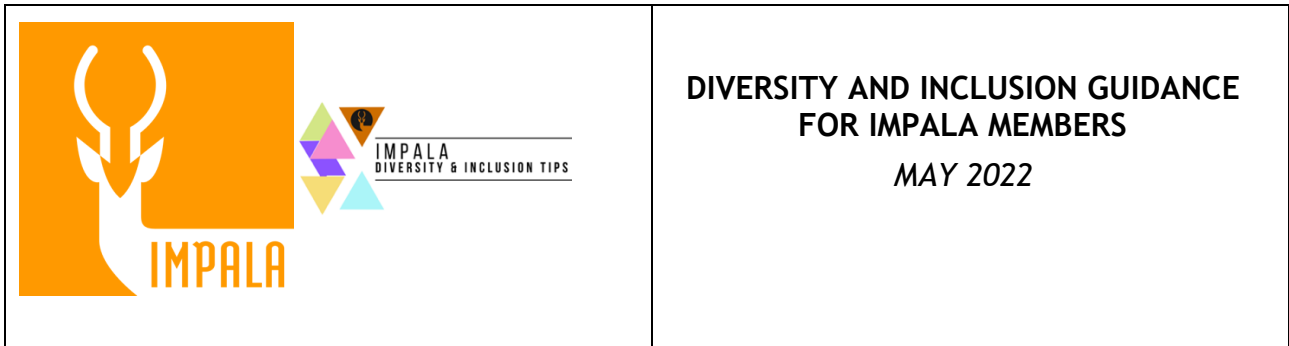 IMPALA
IMPALA
DIVERSITY & INCLUSION TIPS
DIVERSITY AND INCLUSION GUIDANCE
FOR IMPALA MEMBERS
MAY 2022